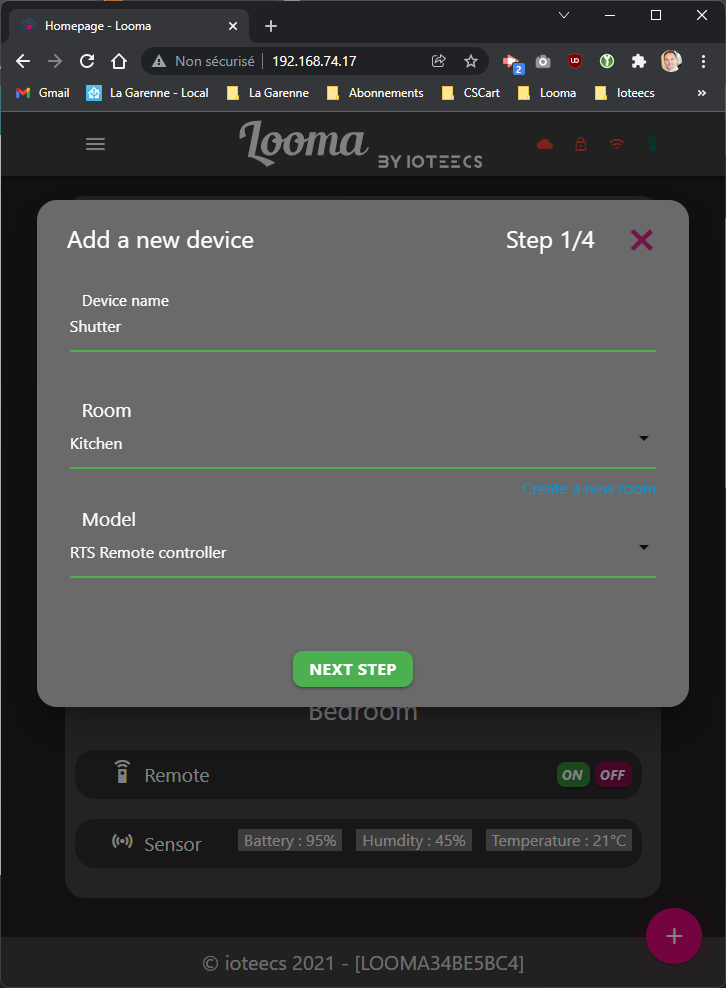 Homepage - Looma
Non sécurisé 192.168.74.17
UD 2
Gmail La Garenne - Local La Garenne Abonnements CSCart Looma Ioteecs »
Looma BY IOTEECS
Add a new device Step 1/4
Device name
Shutter
Room
Kitchen
Create a new room
Model
RTS Remote controller
NEXT STEP
Bedroom
Remote ON OFF
Sensor Battery : 95% Humdity : 45% Temperature : 21°C
© ioteecs 2021 - [LOOMA34BE5BC4]